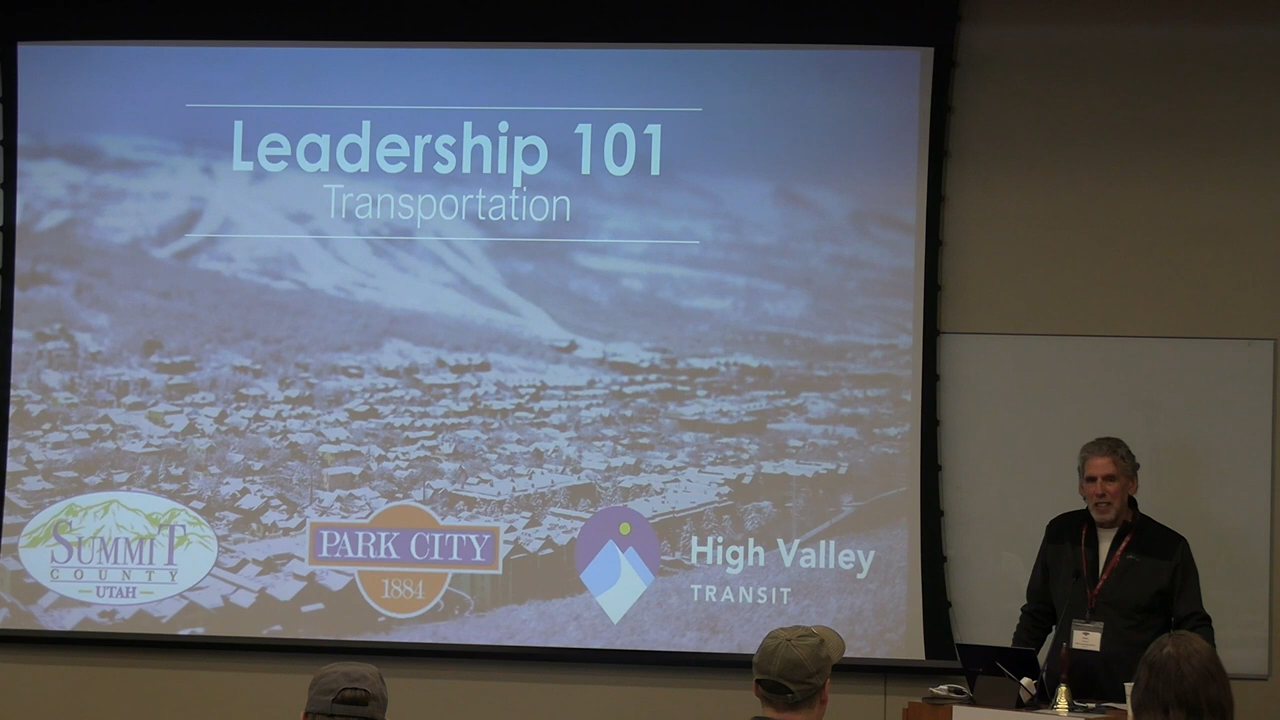 Leadership 101
Transportation
SUMMIT
COUNTY
UTAH
PARK CITY
1884
High Valley
TRANSIT